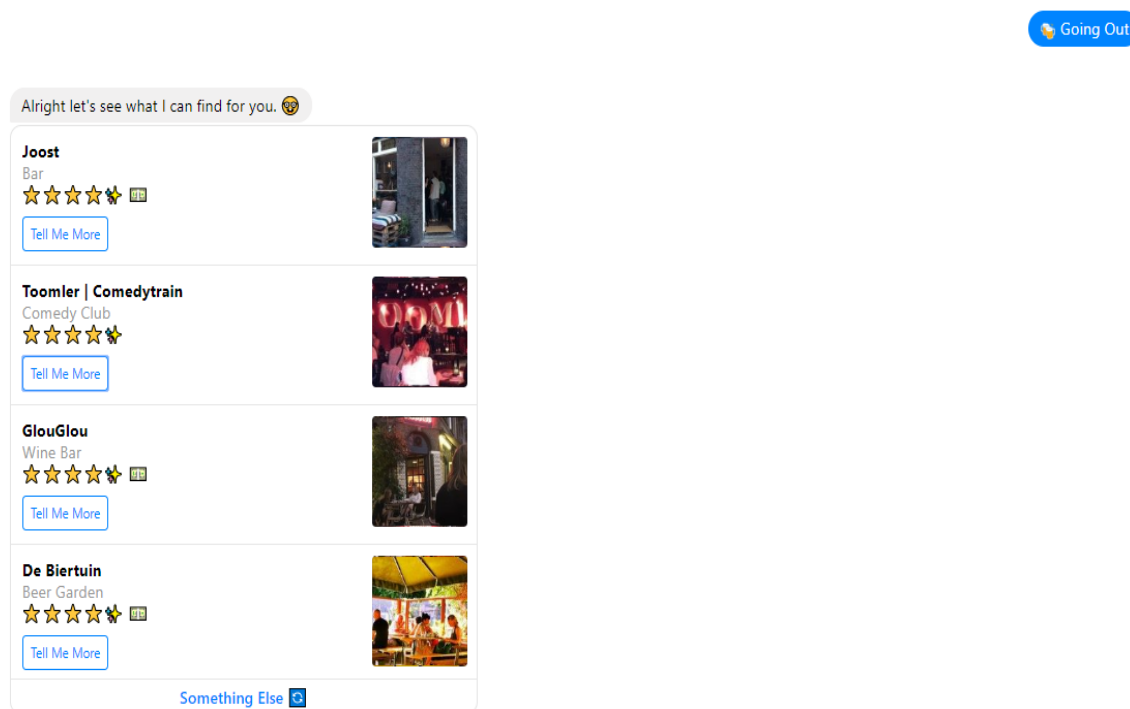 Going Out
Alright let's see what I can find for you.
Joost
Bar
Tell Me More
Toomler | Comedytrain
Comedy Club
Tell Me More
OOM
GlouGlou
Wine Bar
Tell Me More
De Biertuin
Beer Garden
Tell Me More
Something Else